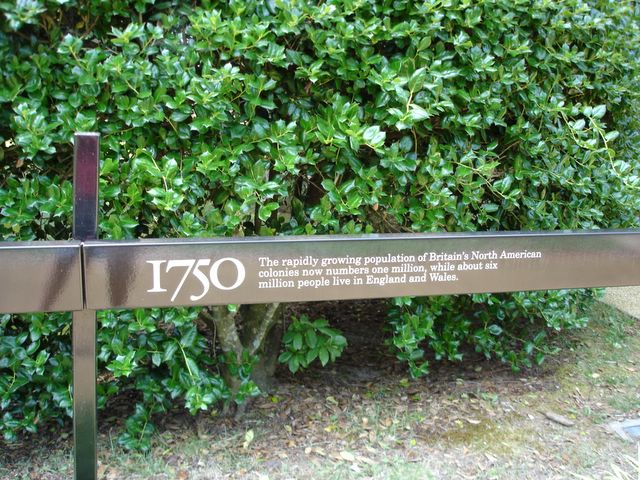 1750
The rapidly growing population of Britain's North American
colonies now numbers one million, while about six
million people live in England and Wales.